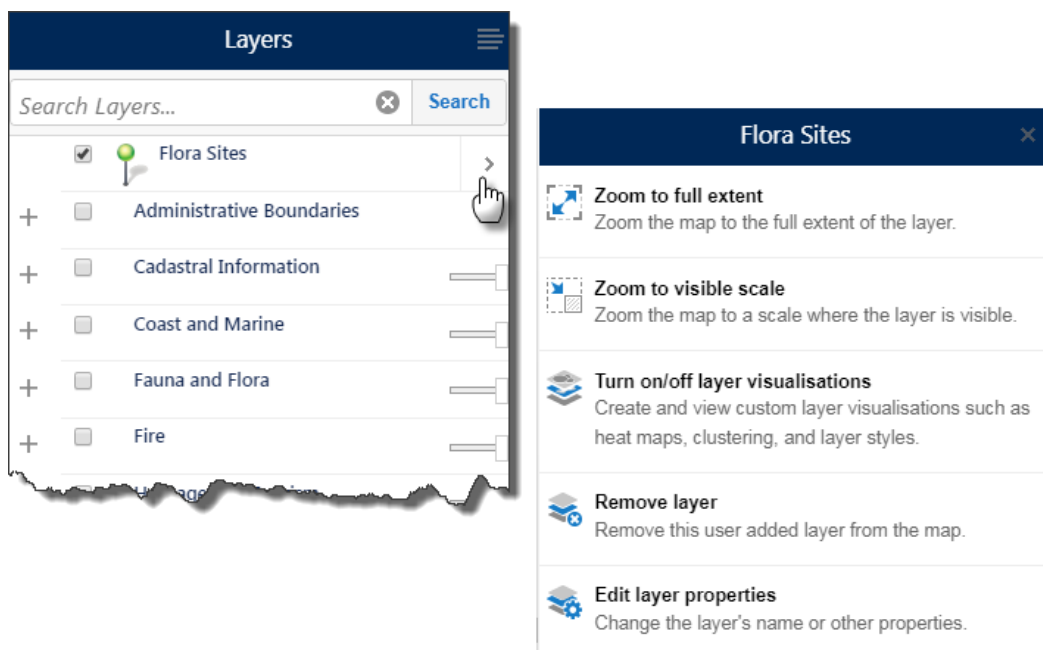 Layers
Search Layers...
Search
Flora Sites
Administrative Boundaries
Cadastral Information
Coast and Marine
Fauna and Flora
Fire
Flora Sites
Zoom to full extent
Zoom the map to the full extent of the layer.
Zoom to visible scale
Zoom the map to a scale where the layer is visible.
Turn on/off layer visualisations
Create and view custom layer visualisations such as
heat maps, clustering, and layer styles.
Remove layer
Remove this user added layer from the map.
Edit layer properties
Change the layer's name or other properties.